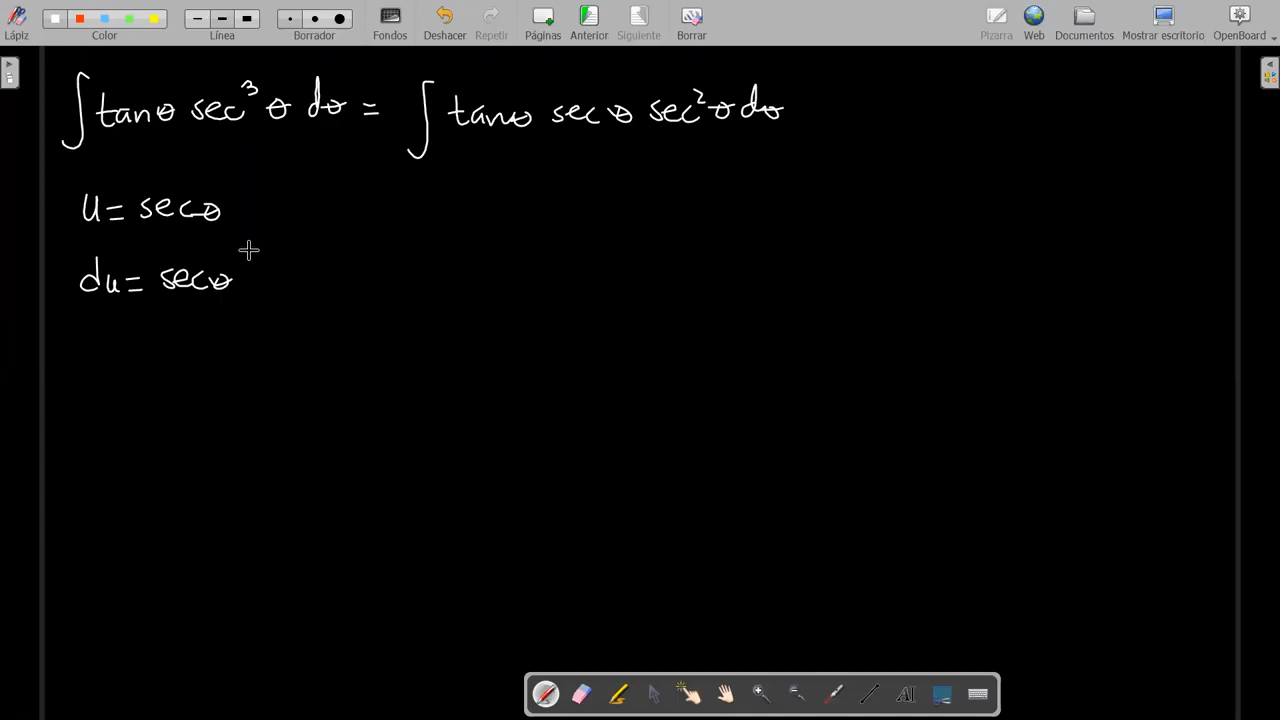 Lápiz Color Línea Borrador Fondos Deshacer Repetir Páginas Anterior Siguiente Borrar Pizarra Web Documentos Mostrar escritorio OpenBoard
∫ tanθ sec³θ dθ = ∫ tanθ secθ sec²θ dθ
u = secθ
du = secθ
AI